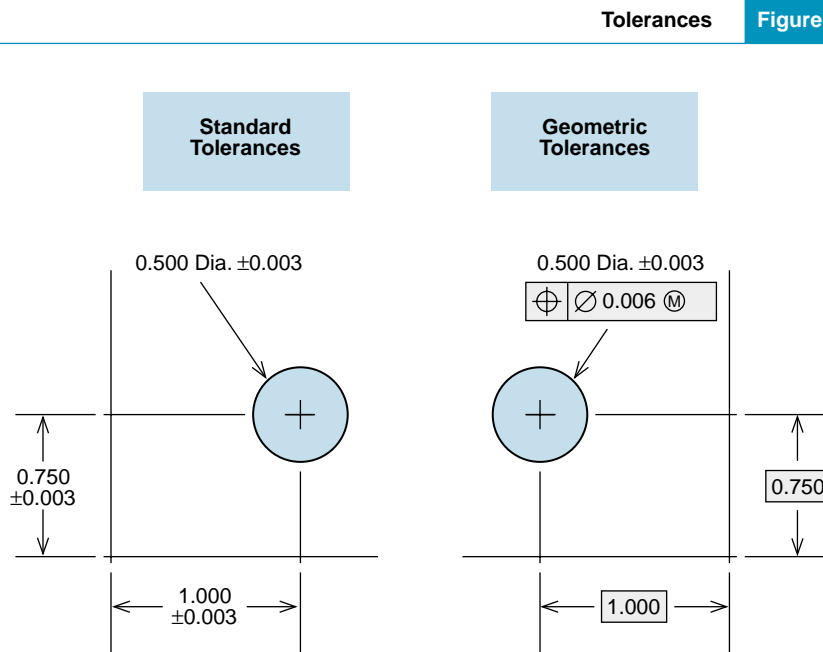 Tolerances Figure
Standard
Tolerances
0.500 Dia. ±0.003
0.750
±0.003
1.000
±0.003
Geometric
Tolerances
0.500 Dia. ±0.003
⌖ ∅ 0.006 Ⓜ
0.750
1.000